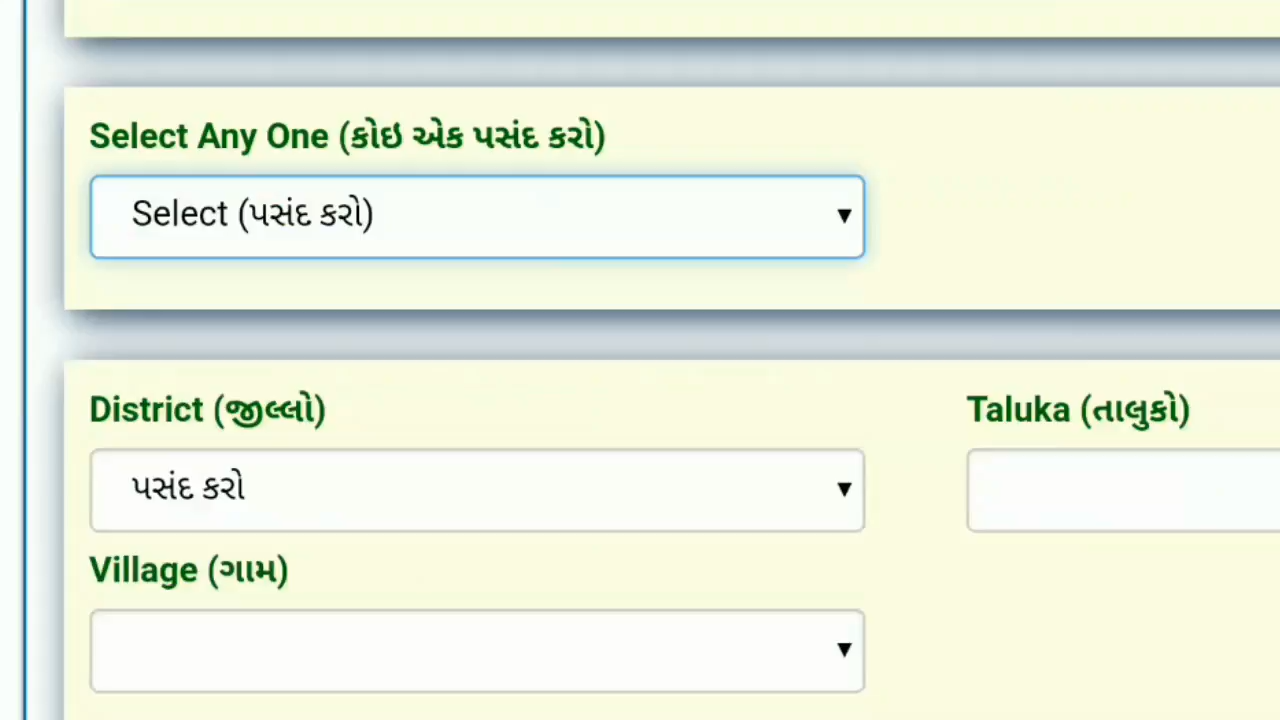 Select Any One (કોઇ એક પસંદ કરો)
Select (પસંદ કરો)
District (જીલ્લો)
Taluka (તાલુકો)
પસંદ કરો
Village (ગામ)